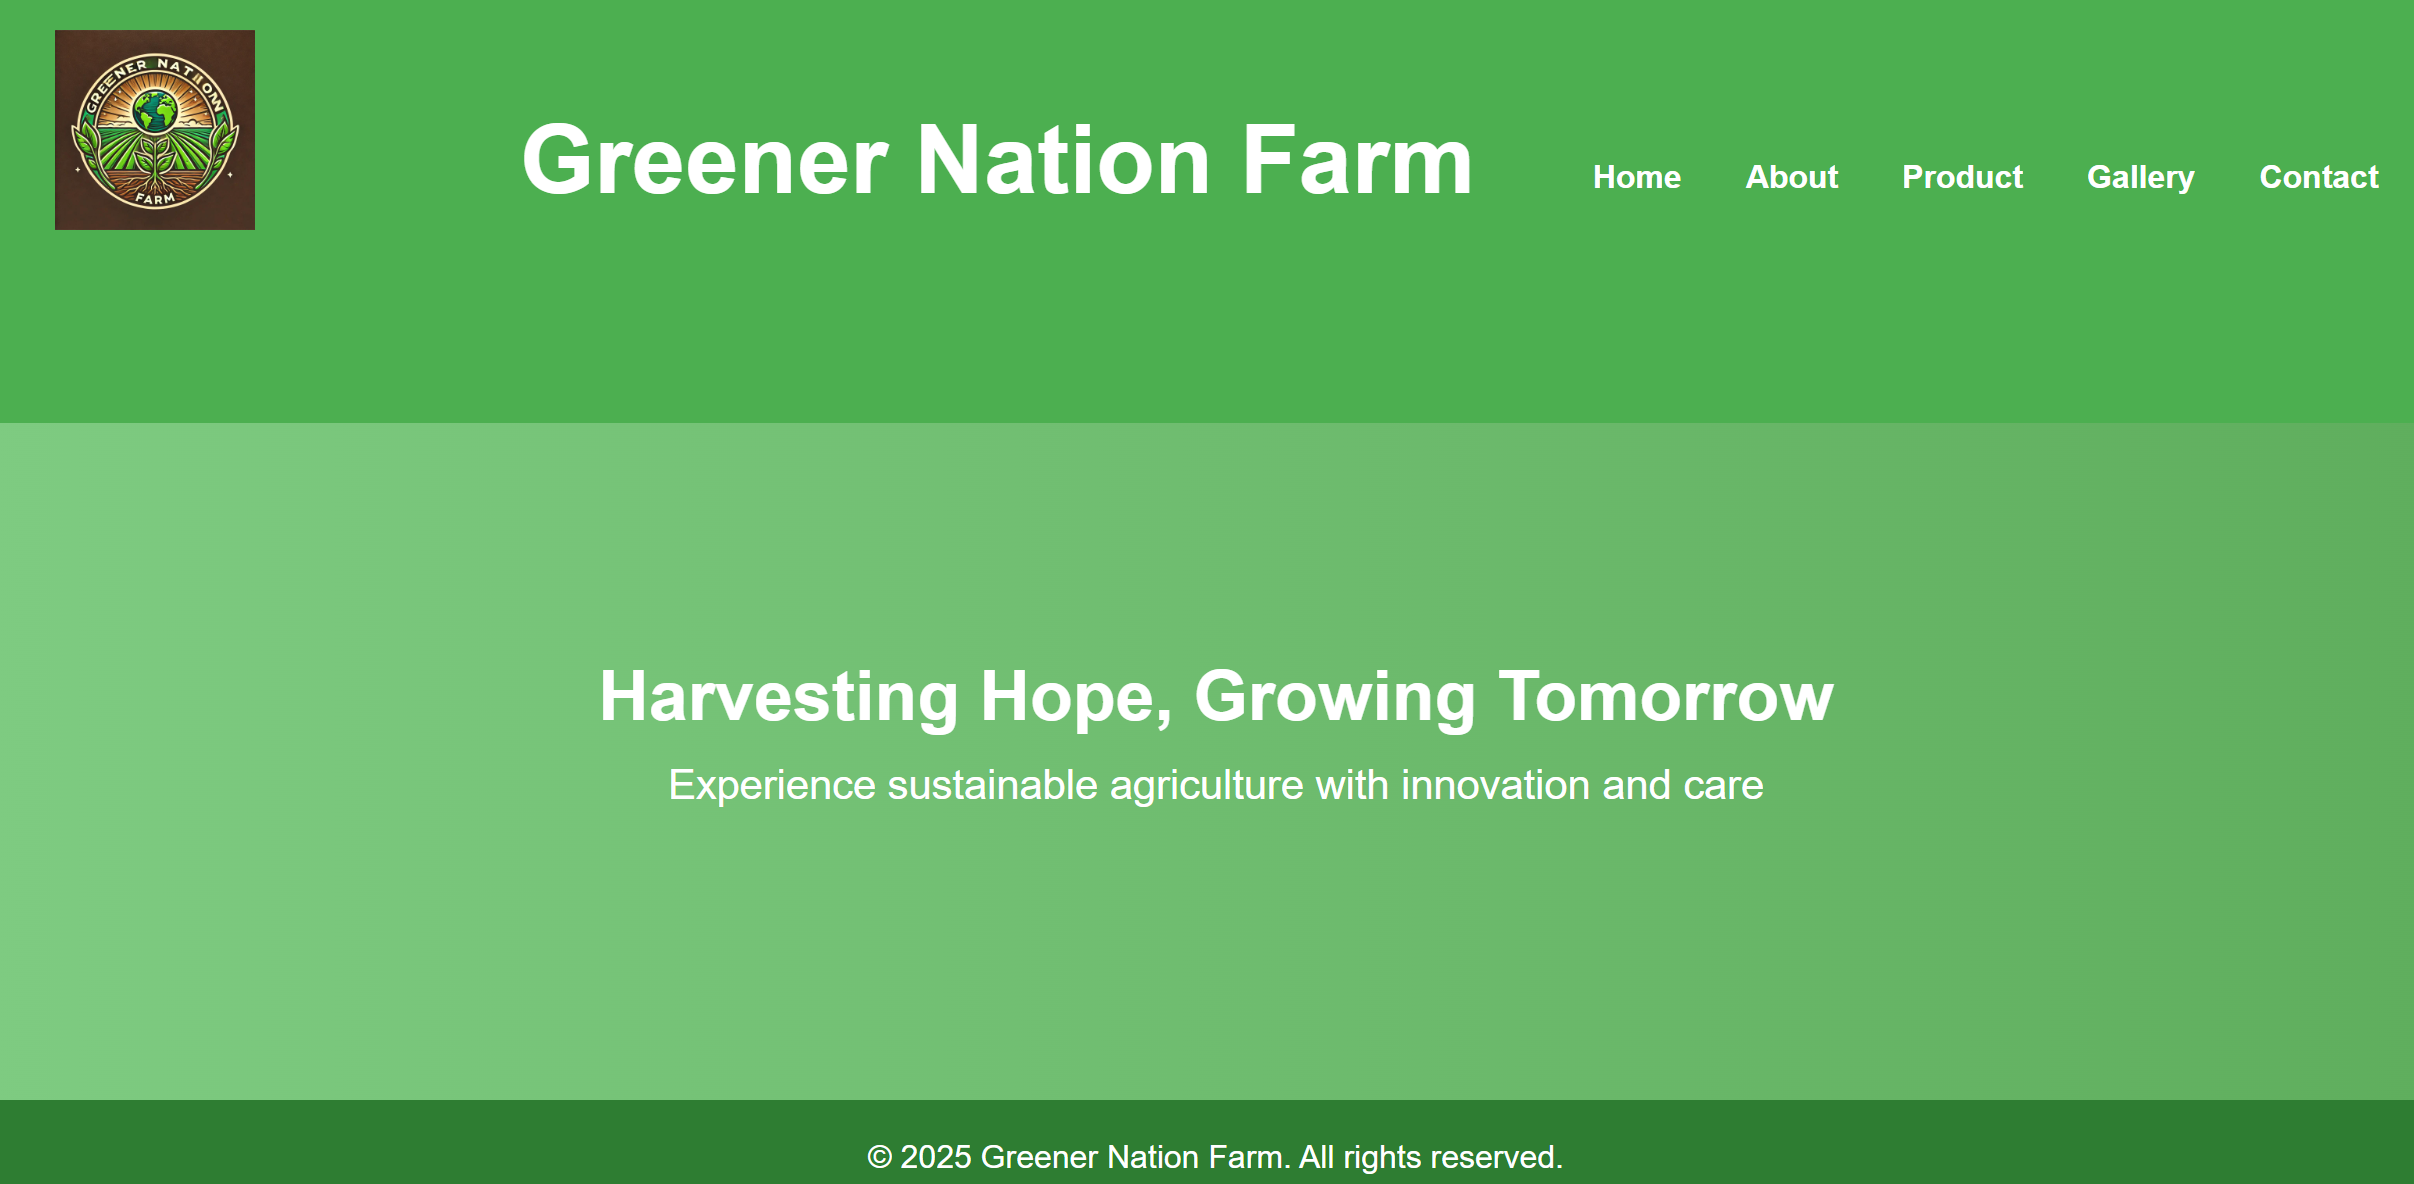 GREENER NATIIONN
FARM
Greener Nation Farm
Home About Product Gallery Contact
Harvesting Hope, Growing Tomorrow
Experience sustainable agriculture with innovation and care
© 2025 Greener Nation Farm. All rights reserved.